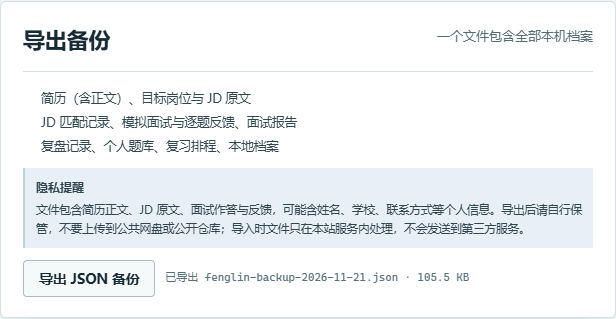 导出备份
一个文件包含全部本机档案
简历（含正文）、目标岗位与 JD 原文
JD 匹配记录、模拟面试与逐题反馈、面试报告
复盘记录、个人题库、复习排程、本地档案
隐私提醒
文件包含简历正文、JD 原文、面试作答与反馈，可能含姓名、学校、联系方式等个人信息。导出后请自行保
管，不要上传到公共网盘或公开仓库；导入时文件只在本站服务内处理，不会发送到第三方服务。
导出 JSON 备份
已导出 fenglin-backup-2026-11-21.json · 105.5 KB